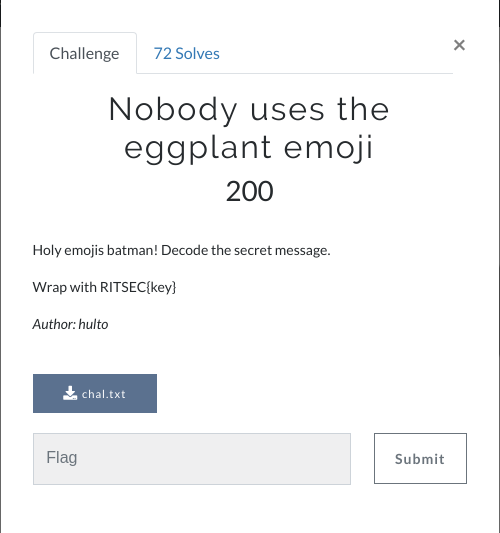 Challenge
72 Solves
×
Nobody uses the
eggplant emoji
200
Holy emojis batman! Decode the secret message.
Wrap with RITSEC{key}
Author: hulto
chal.txt
Flag
Submit